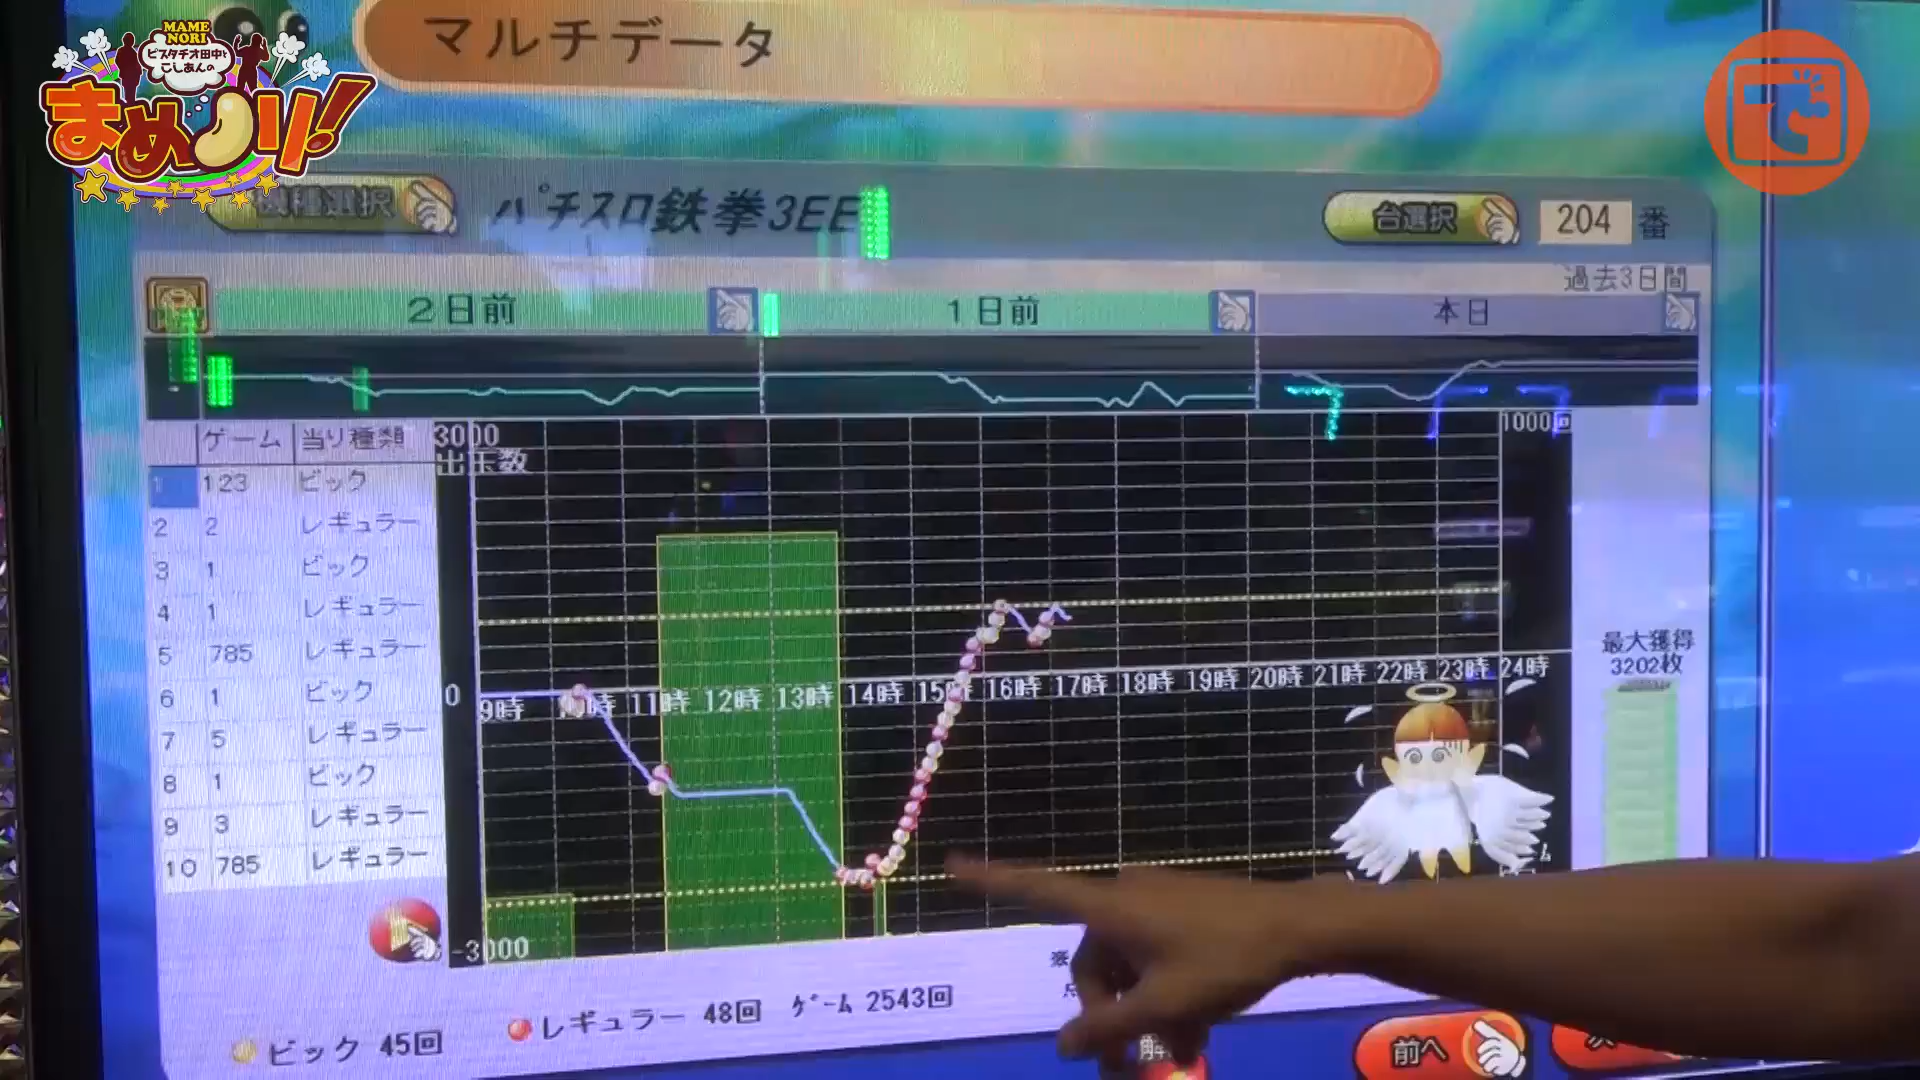 マルチデータ
MAME
NORI
ピスタチオ田中と
こしあんの
まめノリ!
で
機種選択
パチスロ鉄拳3EE
台選択
204 番
過去3日間
2日前
1日前
本日
ゲーム 当り種類
1 123 ビック
2 2 レギュラー
3 1 ビック
4 1 レギュラー
5 785 レギュラー
6 1 ビック
7 5 レギュラー
8 1 ビック
9 3 レギュラー
10 785 レギュラー
3000
出玉数
1000回
0
9時 10時 11時 12時 13時 14時 15時 16時 17時 18時 19時 20時 21時 22時 23時 24時
-3000
最大獲得
3202枚
ビック 45回
レギュラー 48回
ゲーム 2543回
前へ